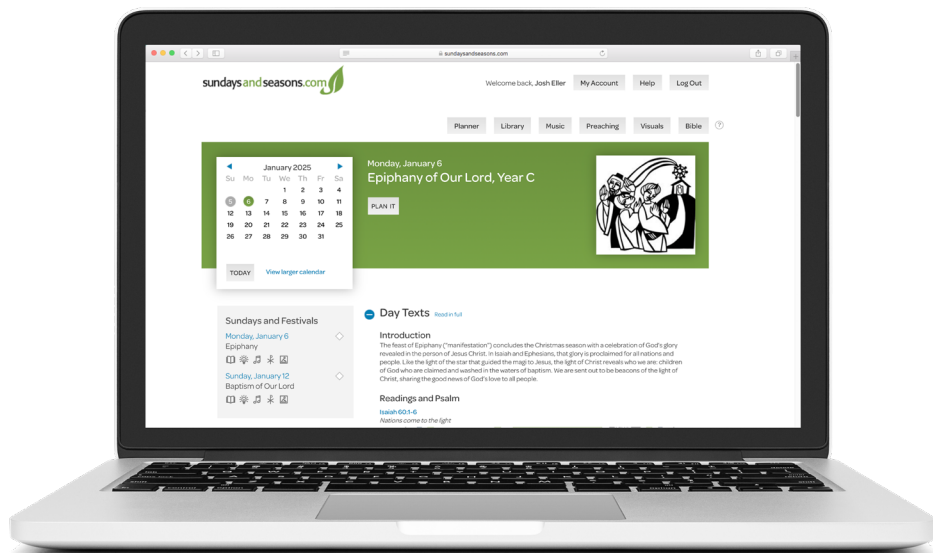 sundaysandseasons.com
sundaysandseasons.com
Welcome back, Josh Eller
My Account
Help
Log Out
Planner
Library
Music
Preaching
Visuals
Bible
?
January 2025
Su Mo Tu We Th Fr Sa
1 2 3 4
5 6 7 8 9 10 11
12 13 14 15 16 17 18
19 20 21 22 23 24 25
26 27 28 29 30 31
TODAY
View larger calendar
Monday, January 6
Epiphany of Our Lord, Year C
PLAN IT
Sundays and Festivals
Monday, January 6
Epiphany
Sunday, January 12
Baptism of Our Lord
Day Texts Read in full
Introduction
The feast of Epiphany ("manifestation") concludes the Christmas season with a celebration of God's glory
revealed in the person of Jesus Christ. In Isaiah and Ephesians, that glory is proclaimed for all nations and
people. Like the light of the star that guided the magi to Jesus, the light of Christ reveals who we are: children
of God who are claimed and washed in the waters of baptism. We are sent out to be beacons of the light of
Christ, sharing the good news of God's love to all people.
Readings and Psalm
Isaiah 60:1-6
Nations come to the light